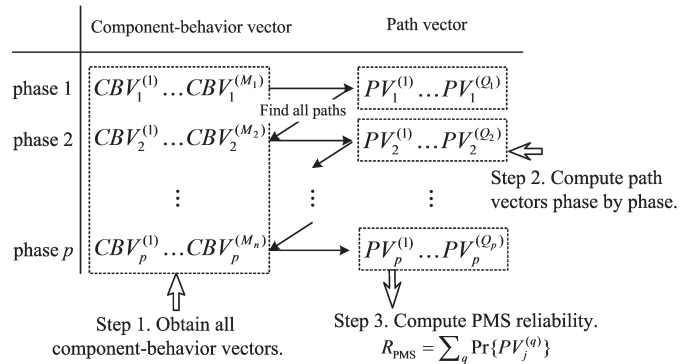 Component-behavior vector Path vector
phase 1 CBV_1^(1) … CBV_1^(M_1) PV_1^(1) … PV_1^(Q_1)
Find all paths
phase 2 CBV_2^(1) … CBV_2^(M_2) PV_2^(1) … PV_2^(Q_2)
Step 2. Compute path
vectors phase by phase.
⋮ ⋮ ⋮
phase p CBV_p^(1) … CBV_p^(M_n) PV_p^(1) … PV_p^(Q_p)
Step 1. Obtain all
component-behavior vectors.
Step 3. Compute PMS reliability.
R_PMS = ∑_q Pr{PV_j^(q)}